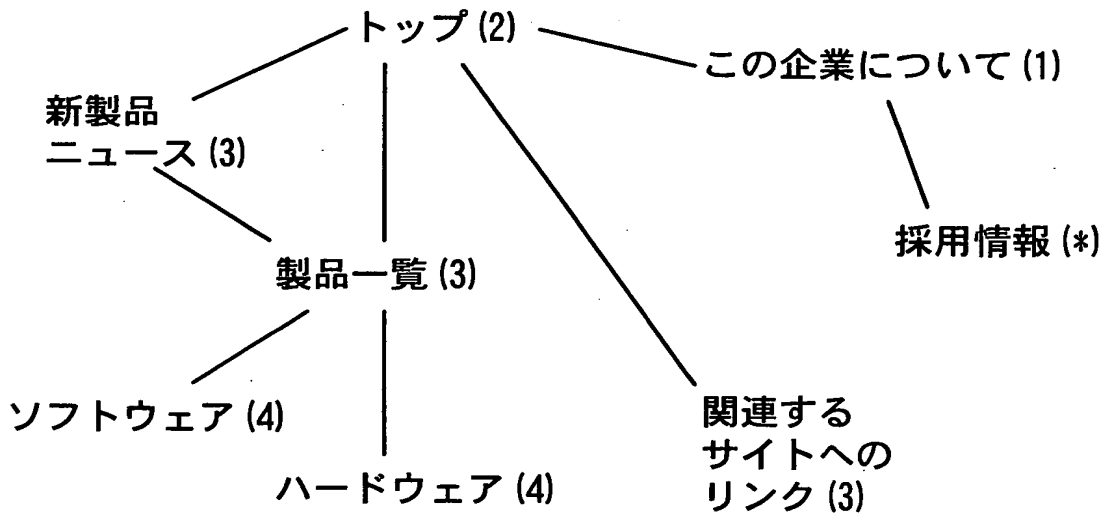 トップ(2)
この企業について(1)
新製品
ニュース(3)
採用情報(*)
製品一覧(3)
ソフトウェア(4)
関連する
サイトへの
リンク(3)
ハードウェア(4)